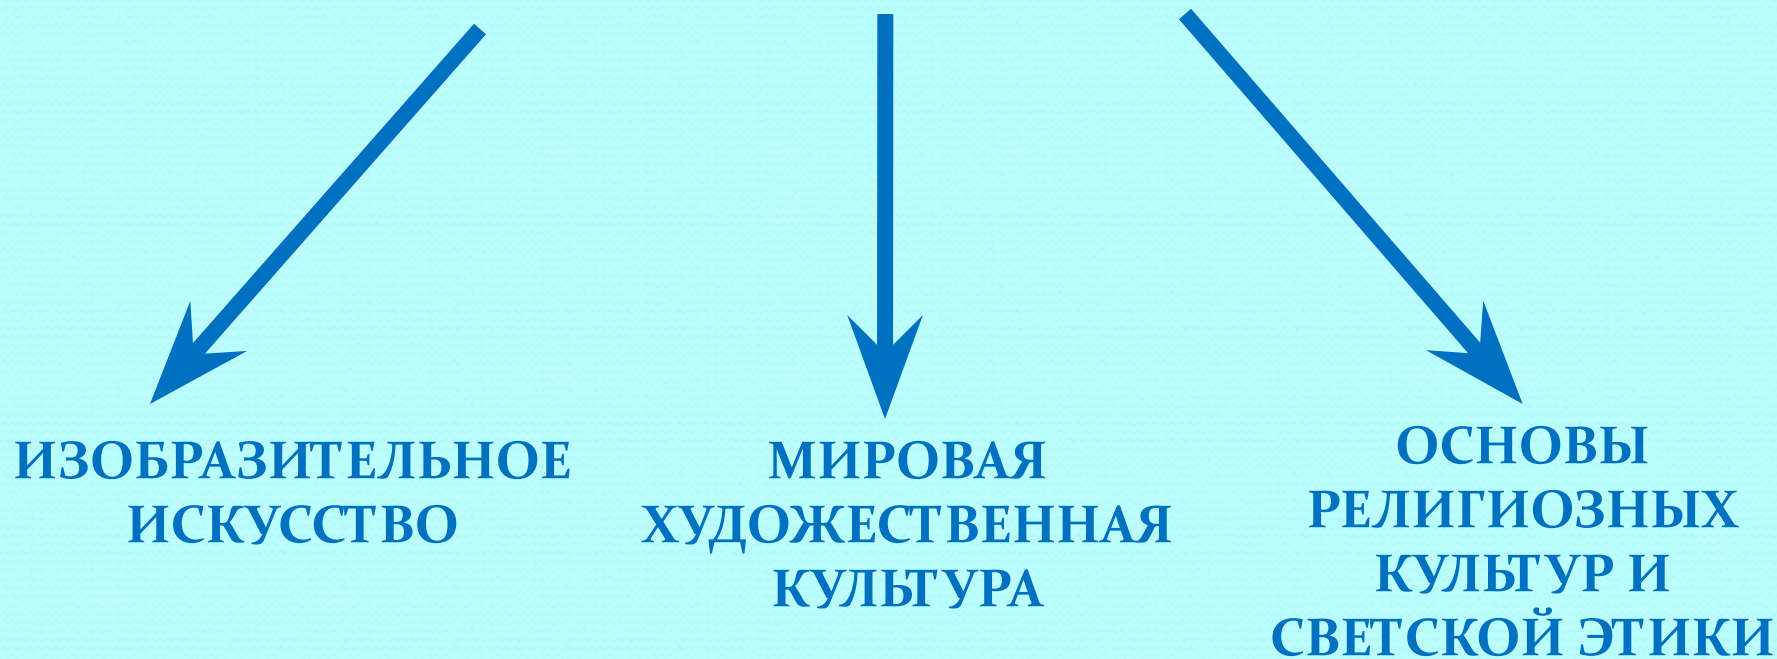 ИЗОБРАЗИТЕЛЬНОЕ
ИСКУССТВО
МИРОВАЯ
ХУДОЖЕСТВЕННАЯ
КУЛЬТУРА
ОСНОВЫ
РЕЛИГИОЗНЫХ
КУЛЬТУР И
СВЕТСКОЙ ЭТИКИ